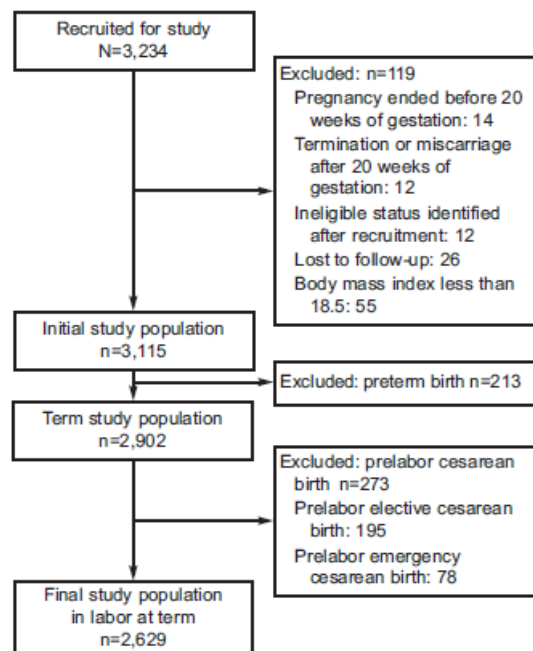 Recruited for study
N=3,234
Excluded: n=119
Pregnancy ended before 20
weeks of gestation: 14
Termination or miscarriage
after 20 weeks of
gestation: 12
Ineligible status identified
after recruitment: 12
Lost to follow-up: 26
Body mass index less than
18.5: 55
Initial study population
n=3,115
Excluded: preterm birth n=213
Term study population
n=2,902
Excluded: prelabor cesarean
birth n=273
Prelabor elective cesarean
birth: 195
Prelabor emergency
cesarean birth: 78
Final study population
in labor at term
n=2,629